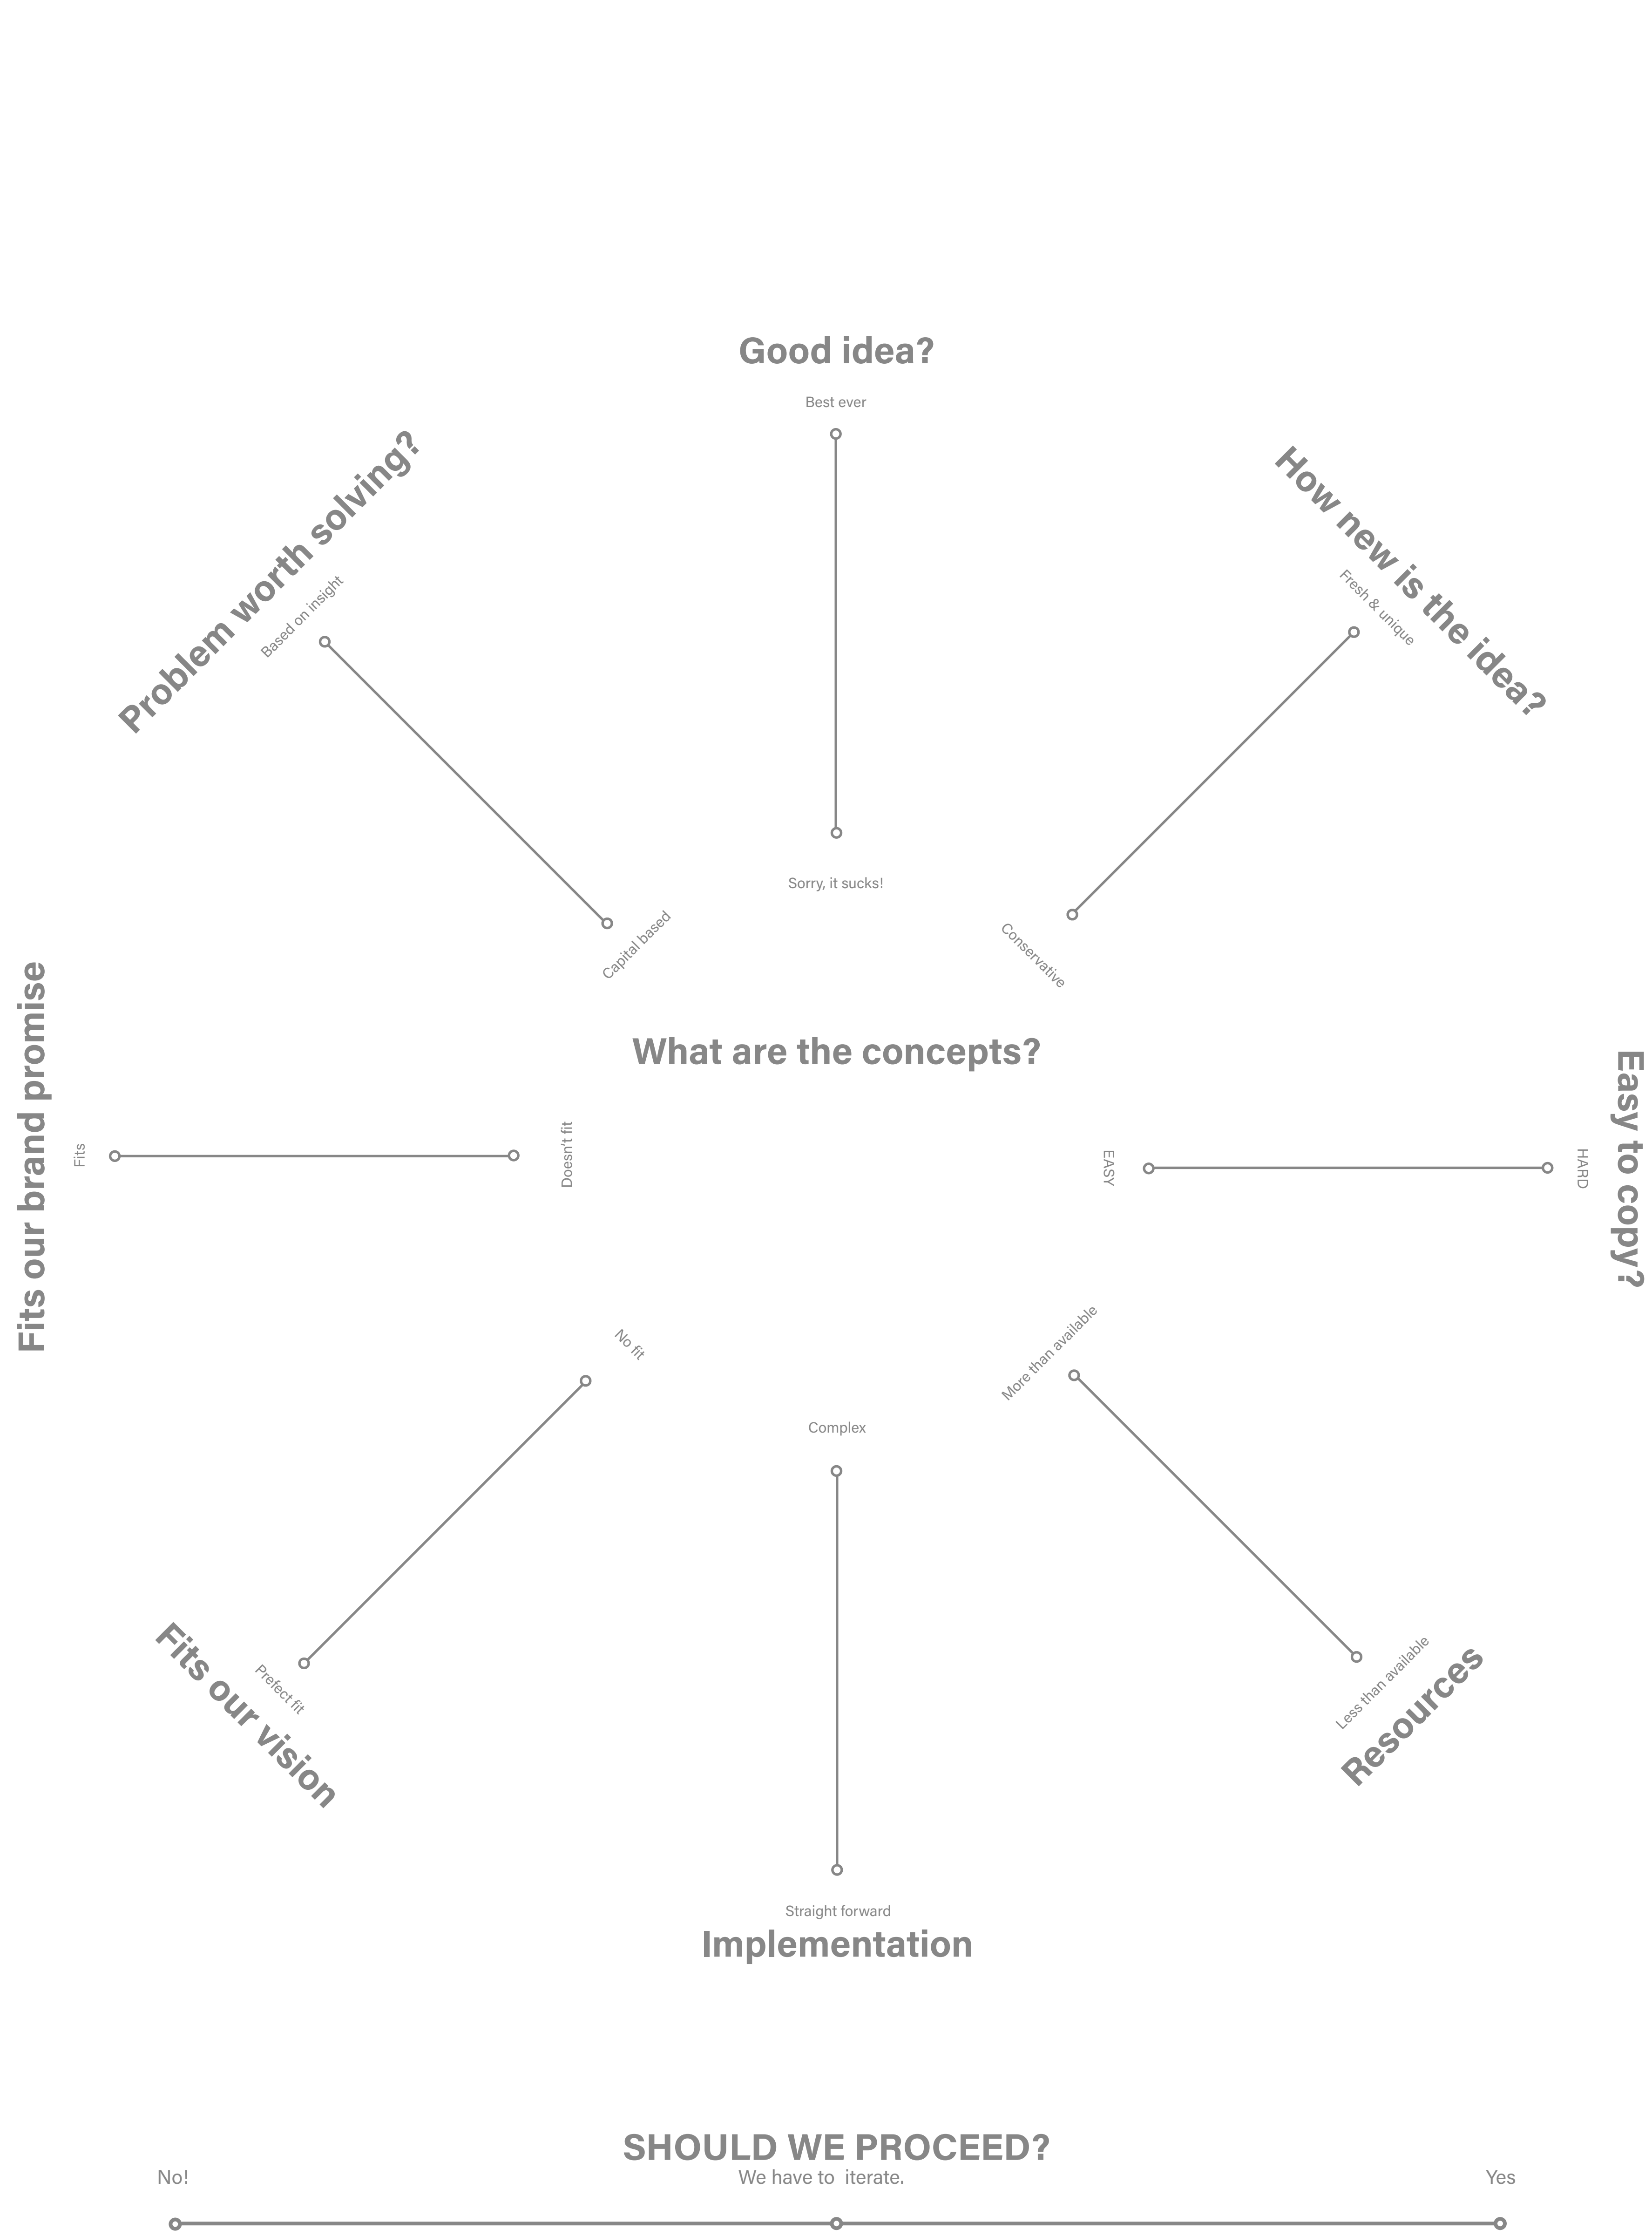 Good idea?
Best ever
Sorry, it sucks!
Problem worth solving?
Based on insight
Capital based
How new is the idea?
Fresh & unique
Conservative
What are the concepts?
Fits our brand promise
Fits
Doesn't fit
EASY
HARD
Easy to copy?
No fit
Prefect fit
Fits our vision
Complex
Straight forward
Implementation
More than available
Less than available
Resources
SHOULD WE PROCEED?
No!
We have to  iterate.
Yes